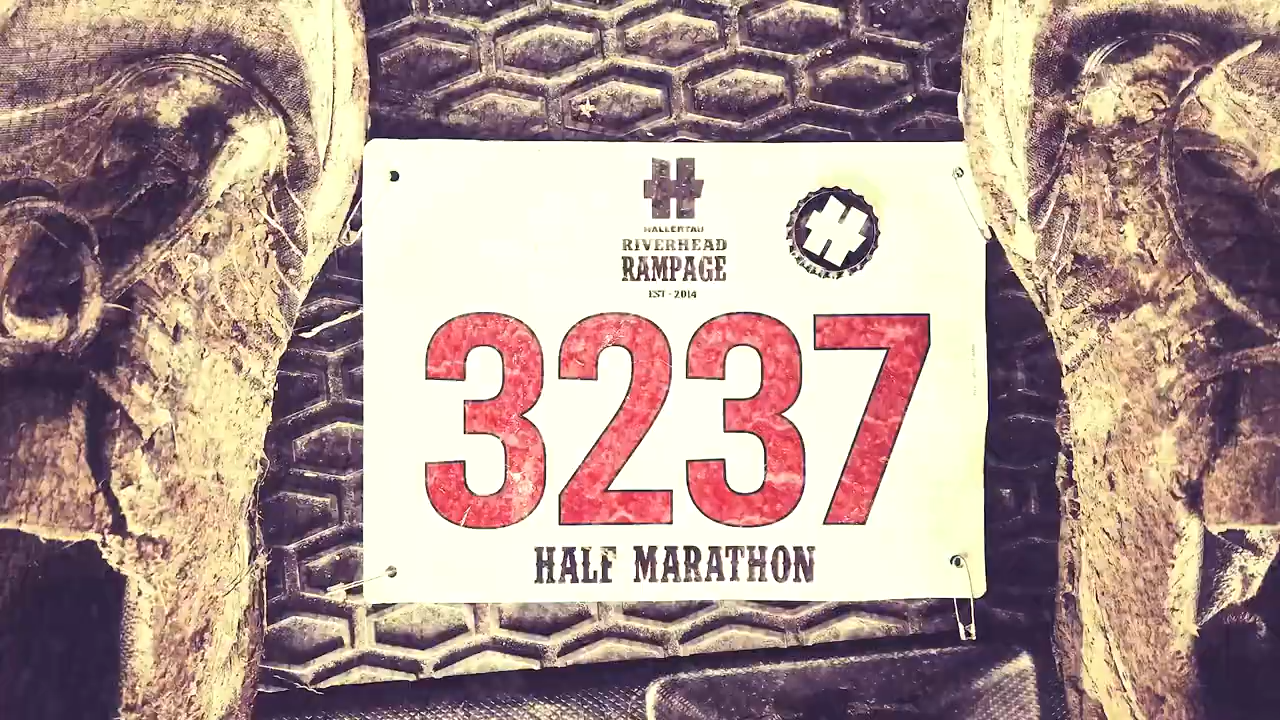 H
HALLERTAU
RIVERHEAD
RAMPAGE
EST - 2014
H
3237
HALF MARATHON